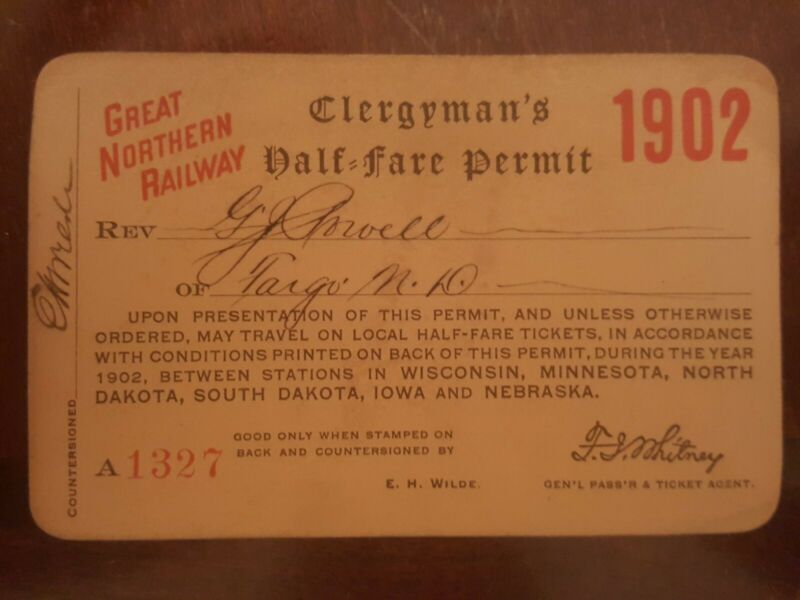 GREAT
NORTHERN
RAILWAY
Clergyman's
Half-Fare Permit
1902
REV G J Powell
OF Fargo N. D.
UPON PRESENTATION OF THIS PERMIT, AND UNLESS OTHERWISE
ORDERED, MAY TRAVEL ON LOCAL HALF-FARE TICKETS, IN ACCORDANCE
WITH CONDITIONS PRINTED ON BACK OF THIS PERMIT, DURING THE YEAR
1902, BETWEEN STATIONS IN WISCONSIN, MINNESOTA, NORTH
DAKOTA, SOUTH DAKOTA, IOWA AND NEBRASKA.
A 1327
GOOD ONLY WHEN STAMPED ON
BACK AND COUNTERSIGNED BY
E. H. WILDE.
F. I. Whitney
GEN'L PASS'R & TICKET AGENT.
COUNTERSIGNED